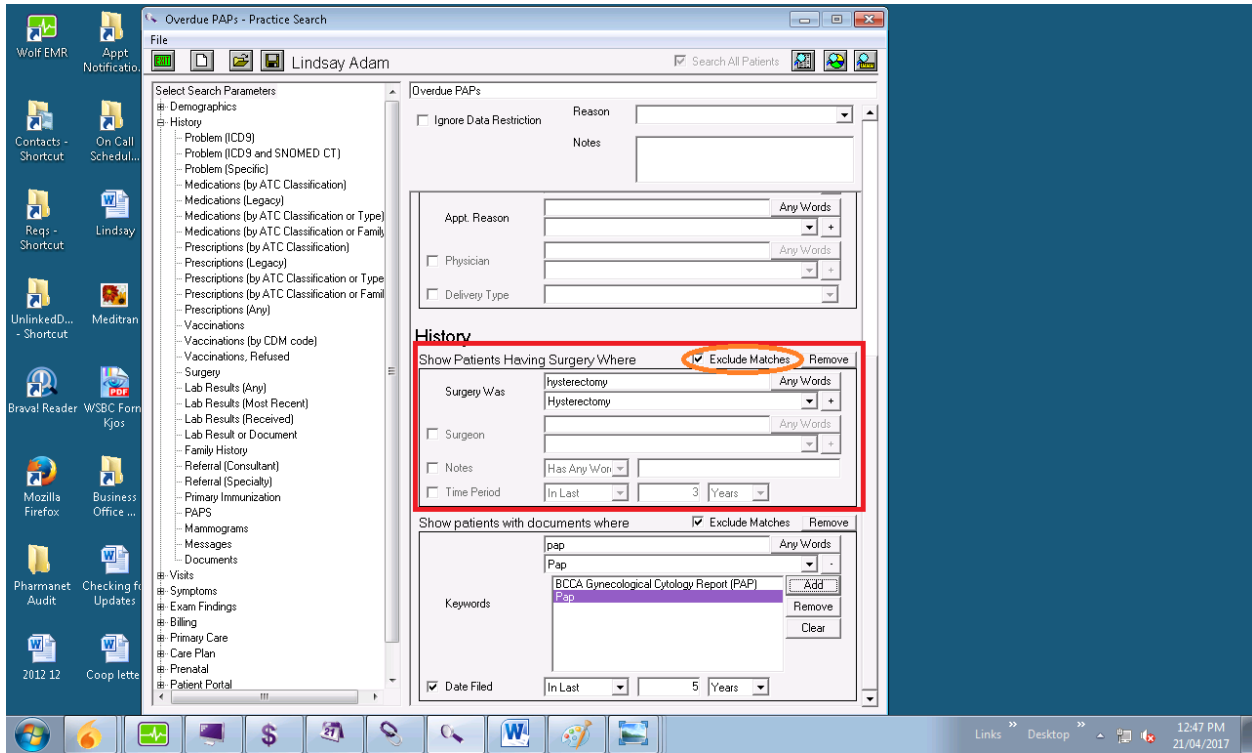 Overdue PAPs - Practice Search
File
Lindsay Adam
Search All Patients
Wolf EMR
Appt
Notificatio...
Contacts -
Shortcut
On Call
Schedul...
Reqs -
Shortcut
Lindsay
UnlinkedD...
- Shortcut
Meditran
Brava! Reader
WSBC Form
Kjos
Mozilla
Firefox
Business
Office ...
Pharmanet
Audit
Checking fo
Updates
2012 12
Coop lette
Select Search Parameters
Demographics
History
Problem (ICD9)
Problem (ICD9 and SNOMED CT)
Problem (Specific)
Medications (by ATC Classification)
Medications (Legacy)
Medications (by ATC Classification or Type)
Medications (by ATC Classification or Family
Prescriptions (by ATC Classification)
Prescriptions (Legacy)
Prescriptions (by ATC Classification or Type
Prescriptions (by ATC Classification or Famil
Prescriptions (Any)
Vaccinations
Vaccinations (by CDM code)
Vaccinations, Refused
Surgery
Lab Results (Any)
Lab Results (Most Recent)
Lab Results (Received)
Lab Result or Document
Family History
Referral (Consultant)
Referral (Specialty)
Primary Immunization
PAPS
Mammograms
Messages
Documents
Visits
Symptoms
Exam Findings
Billing
Primary Care
Care Plan
Prenatal
Patient Portal
Overdue PAPs
Ignore Data Restriction
Reason
Notes
Appt. Reason
Any Words
+
Physician
Any Words
+
Delivery Type
History
Show Patients Having Surgery Where
Exclude Matches
Remove
Surgery Was
hysterectomy
Any Words
Hysterectomy
+
Surgeon
Any Words
+
Notes
Has Any Wor
Time Period
In Last
3
Years
Show patients with documents where
Exclude Matches
Remove
pap
Any Words
Pap
-
Keywords
BCCA Gynecological Cytology Report (PAP)
Pap
Add
Remove
Clear
Date Filed
In Last
5
Years
Links
Desktop
12:47 PM
21/04/2017